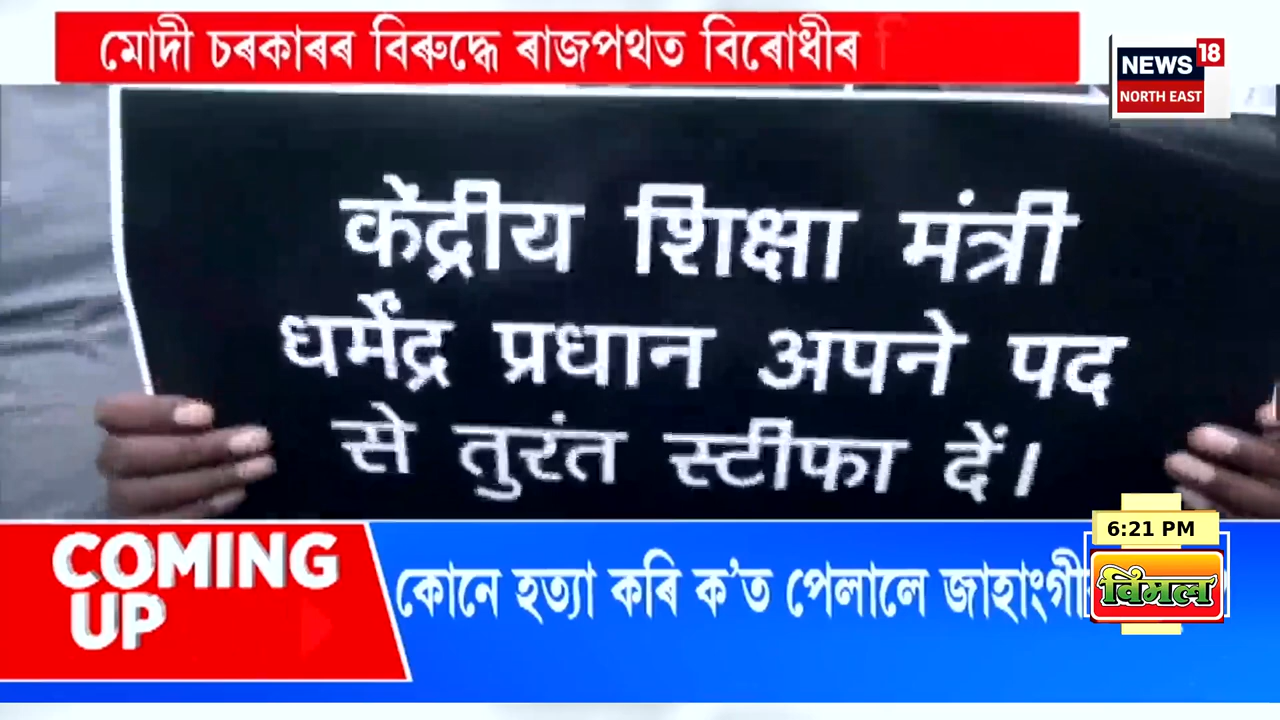 মোদী চৰকাৰৰ বিৰুদ্ধে ৰাজপথত বিৰোধীৰ
NEWS 18
NORTH EAST
केंद्रीय शिक्षा मंत्री
धर्मेंद्र प्रधान अपने पद
से तुरंत स्टीफा दें।
6:21 PM
विमल
COMING
UP
কোনে হত্যা কৰি ক'ত পেলালে